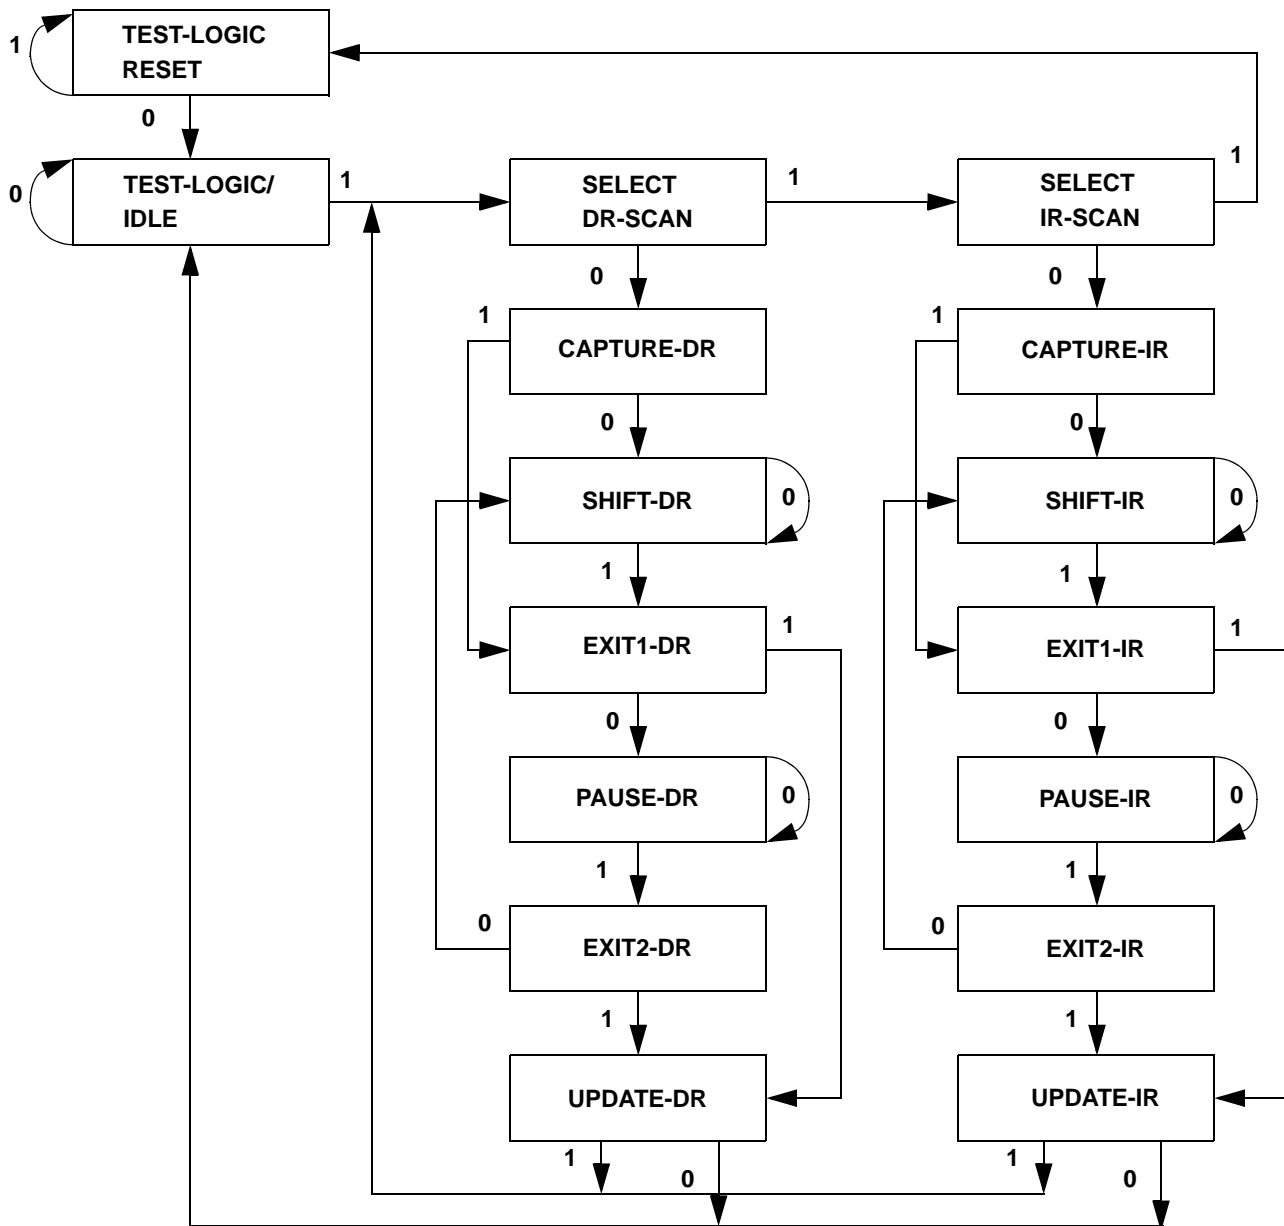 1
TEST-LOGIC
RESET
0
0
TEST-LOGIC/
IDLE
1
SELECT
DR-SCAN
1
SELECT
IR-SCAN
1
0
0
1
CAPTURE-DR
1
CAPTURE-IR
0
0
SHIFT-DR
0
SHIFT-IR
0
1
1
EXIT1-DR
1
EXIT1-IR
1
0
0
PAUSE-DR
0
PAUSE-IR
0
1
1
0
EXIT2-DR
0
EXIT2-IR
1
1
UPDATE-DR
UPDATE-IR
1
0
1
0